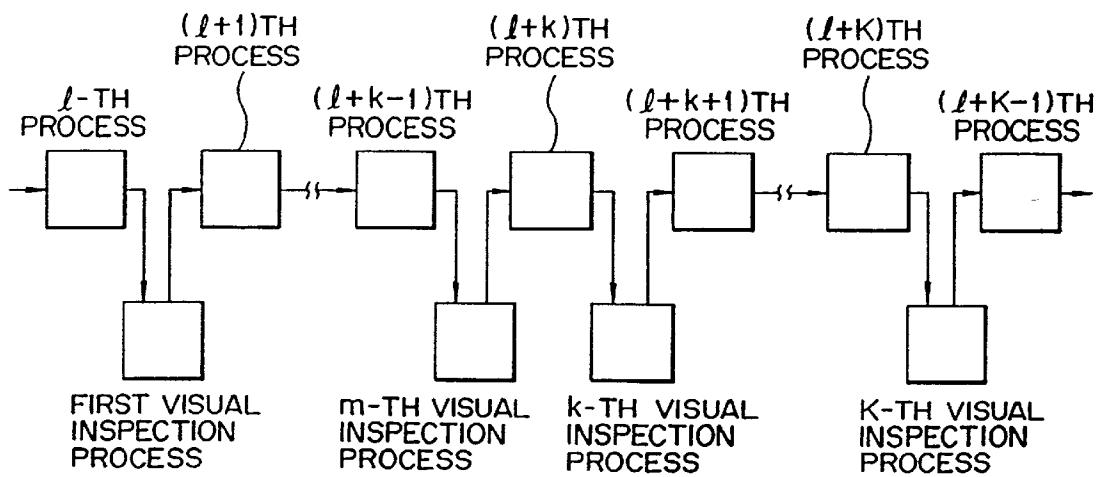 (ℓ+1)TH
PROCESS
(ℓ+k)TH
PROCESS
(ℓ+K)TH
PROCESS
ℓ-TH
PROCESS
(ℓ+k-1)TH
PROCESS
(ℓ+k+1)TH
PROCESS
(ℓ+K-1)TH
PROCESS
FIRST VISUAL
INSPECTION
PROCESS
m-TH VISUAL
INSPECTION
PROCESS
k-TH VISUAL
INSPECTION
PROCESS
K-TH VISUAL
INSPECTION
PROCESS